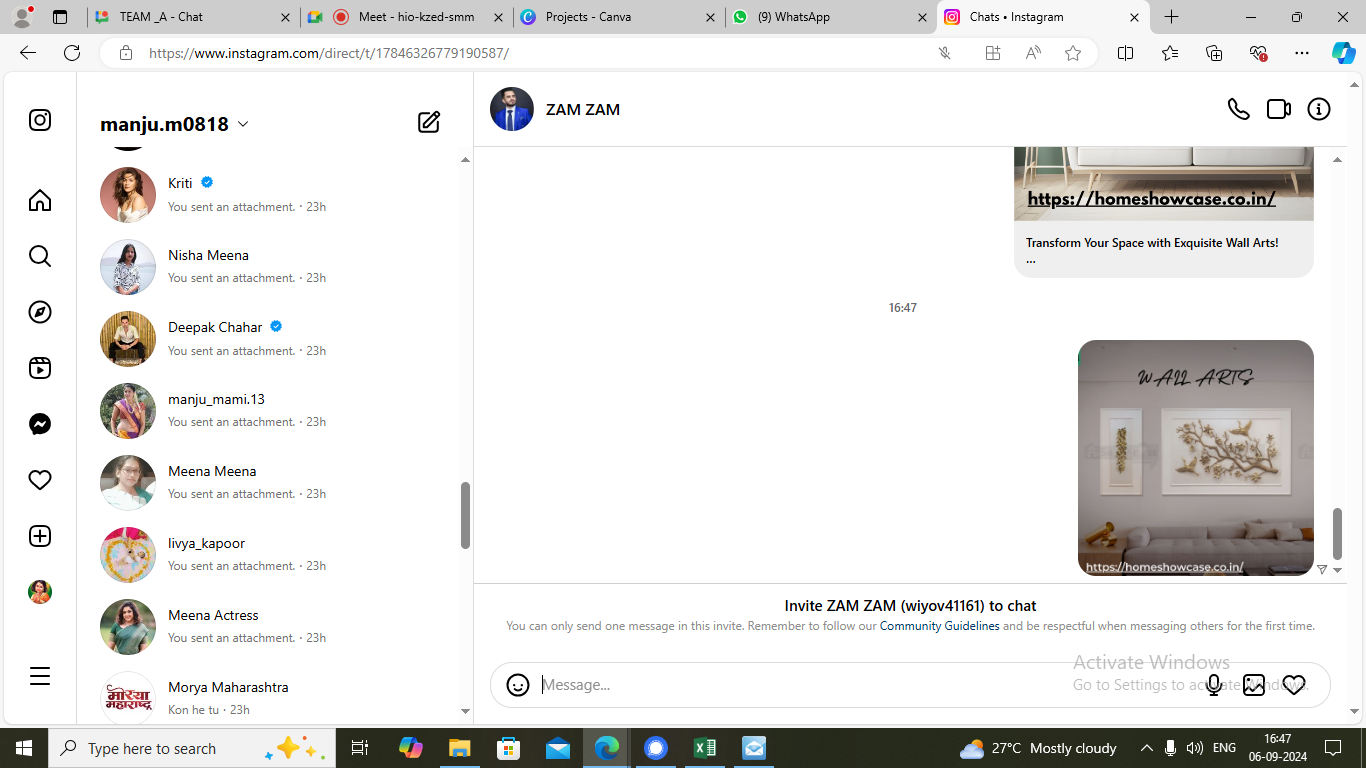 TEAM _A - Chat
Meet - hio-kzed-smm
Projects - Canva
(9) WhatsApp
Chats • Instagram
https://www.instagram.com/direct/t/17846326779190587/
manju.m0818
Kriti
You sent an attachment. · 23h
Nisha Meena
You sent an attachment. · 23h
Deepak Chahar
You sent an attachment. · 23h
manju_mami.13
You sent an attachment. · 23h
Meena Meena
You sent an attachment. · 23h
livya_kapoor
You sent an attachment. · 23h
Meena Actress
You sent an attachment. · 23h
मोरया
महाराष्ट्र
Morya Maharashtra
Kon he tu · 23h
ZAM ZAM
https://homeshowcase.co.in/
Transform Your Space with Exquisite Wall Arts!
...
16:47
WALL ARTS
https://homeshowcase.co.in/
Invite ZAM ZAM (wiyov41161) to chat
You can only send one message in this invite. Remember to follow our Community Guidelines and be respectful when messaging others for the first time.
Activate Windows
Go to Settings to activate Windows.
Message...
Type here to search
27°C Mostly cloudy
ENG
16:47
06-09-2024